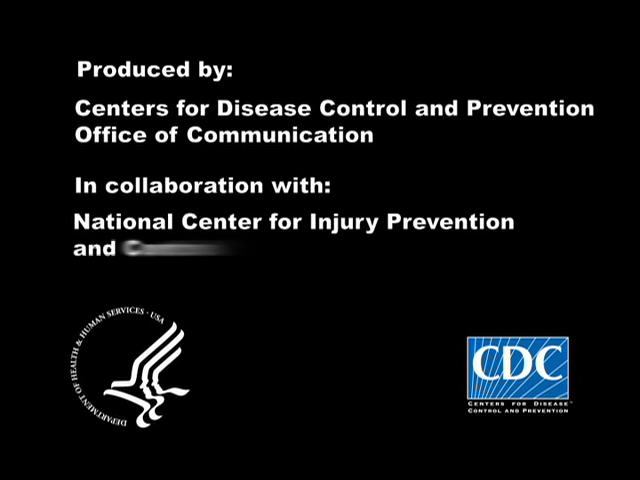 Produced by:
Centers for Disease Control and Prevention
Office of Communication
In collaboration with:
National Center for Injury Prevention
and
DEPARTMENT OF HEALTH & HUMAN SERVICES · USA
CDC
CENTERS FOR DISEASE™
CONTROL AND PREVENTION